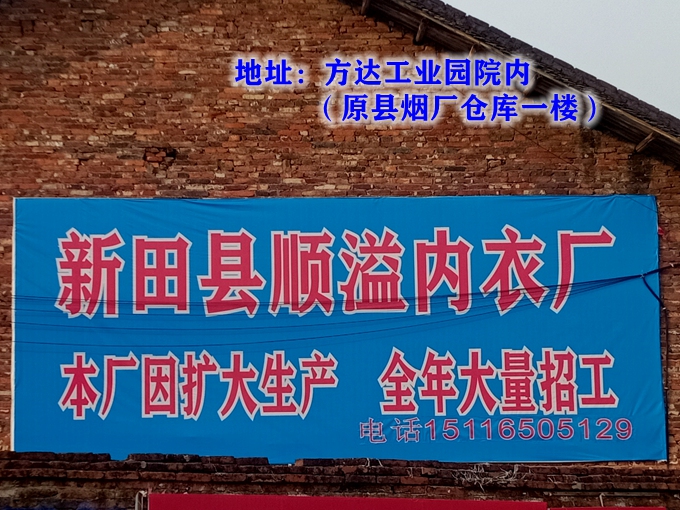 地址：方达工业园院内
（原县烟厂仓库一楼）
新田县顺溢内衣厂
本厂因扩大生产 全年大量招工
电话15116505129